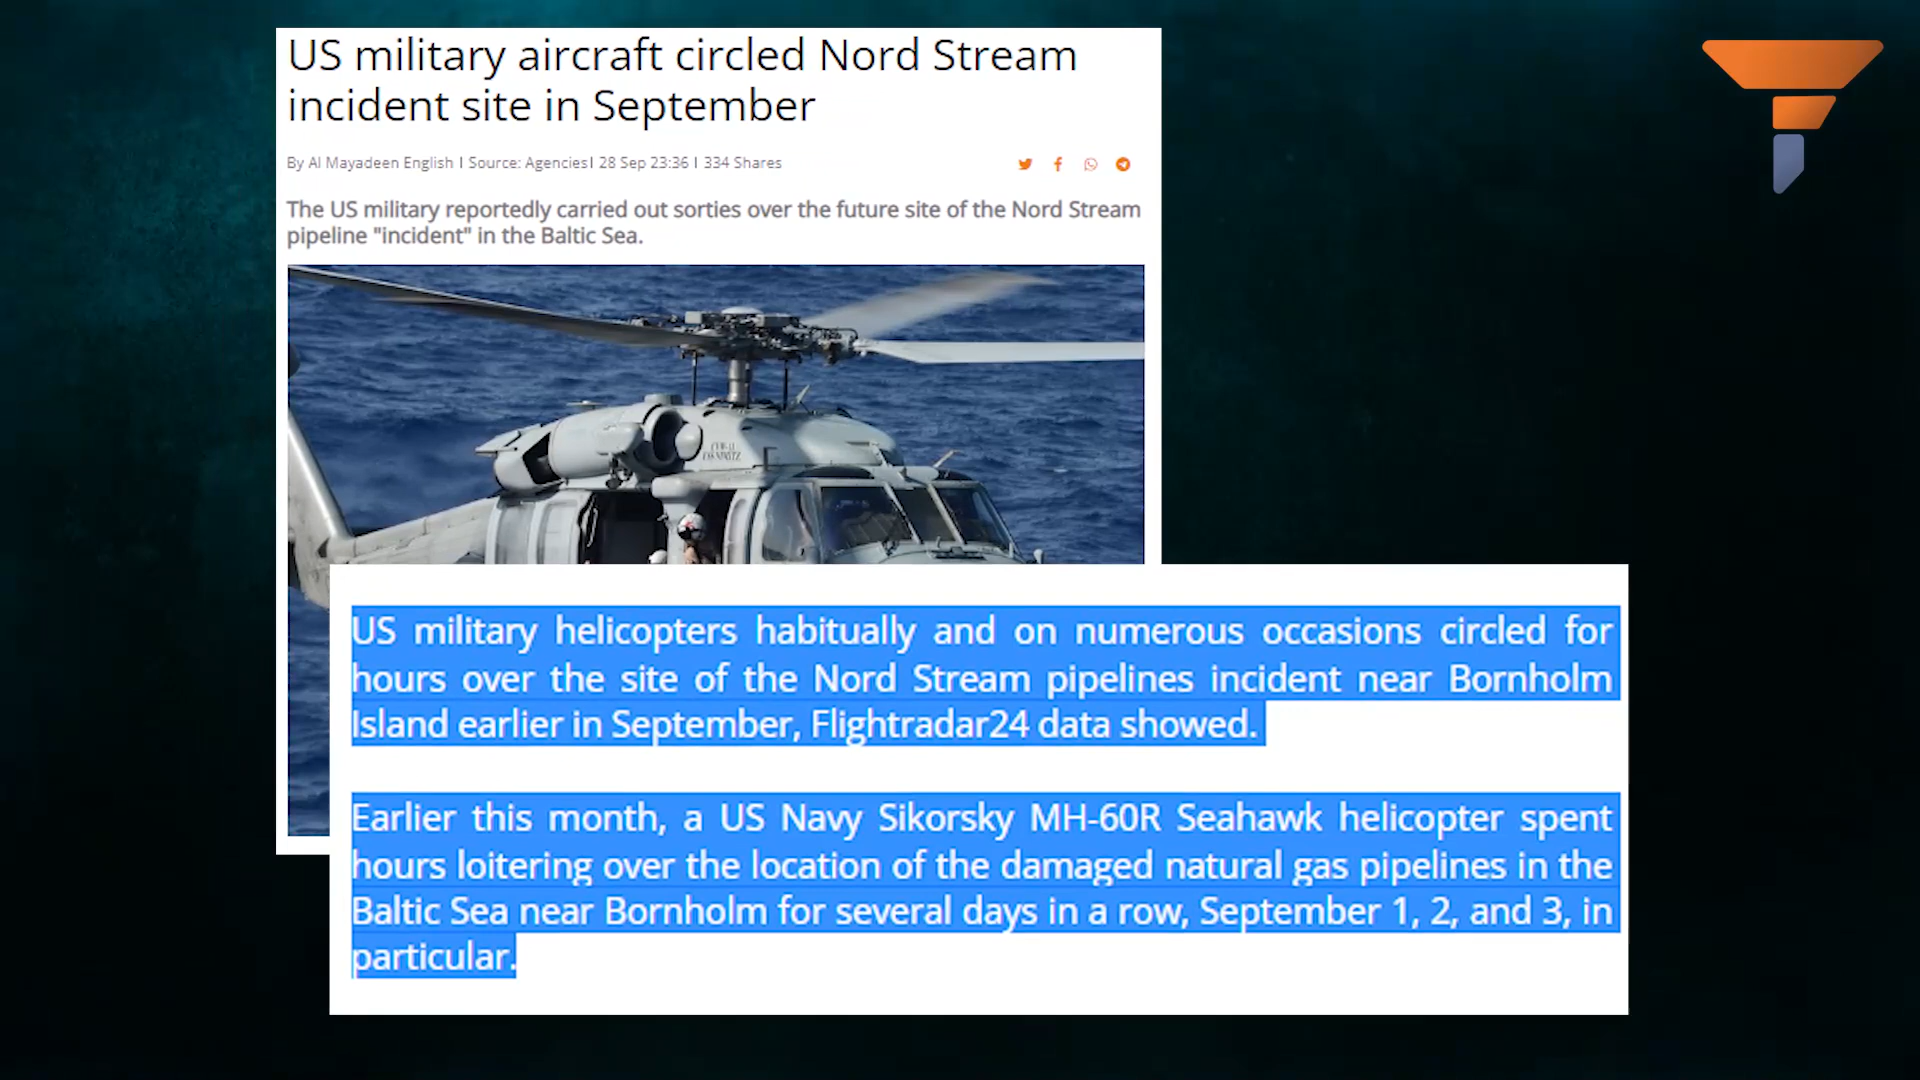 US military aircraft circled Nord Stream
incident site in September
By Al Mayadeen English | Source: Agencies| 28 Sep 23:36 | 334 Shares
The US military reportedly carried out sorties over the future site of the Nord Stream
pipeline "incident" in the Baltic Sea.
US military helicopters habitually and on numerous occasions circled for
hours over the site of the Nord Stream pipelines incident near Bornholm
Island earlier in September, Flightradar24 data showed.
Earlier this month, a US Navy Sikorsky MH-60R Seahawk helicopter spent
hours loitering over the location of the damaged natural gas pipelines in the
Baltic Sea near Bornholm for several days in a row, September 1, 2, and 3, in
particular.